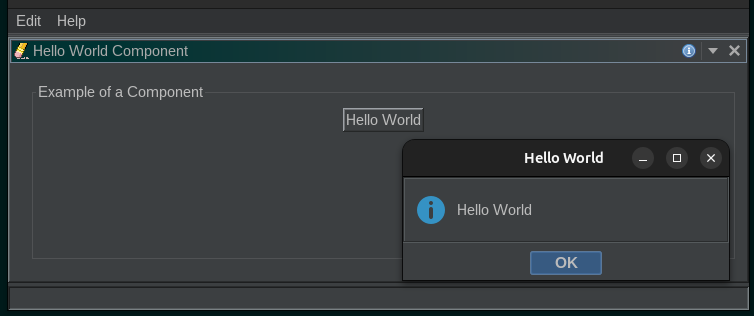 Edit Help
Hello World Component
Example of a Component
Hello World
Hello World
Hello World
OK